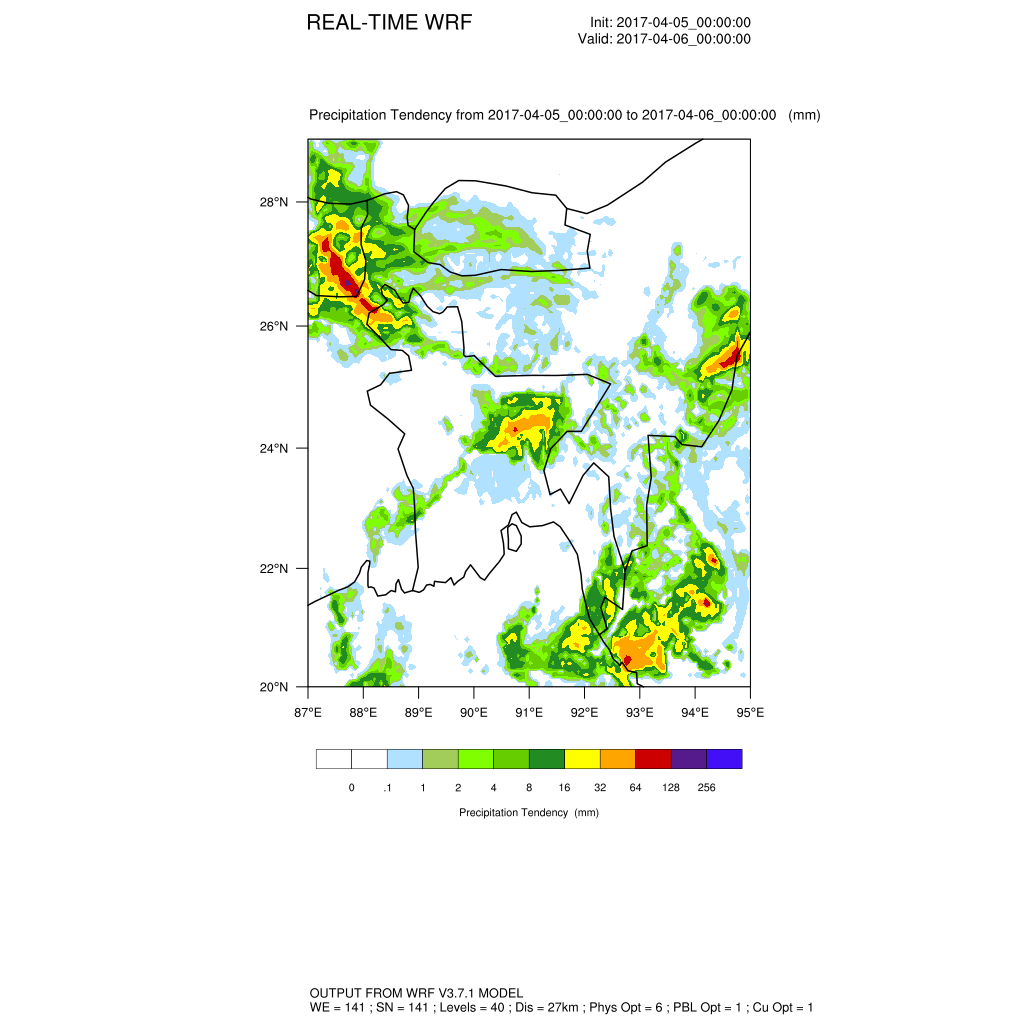 REAL-TIME WRF
Init: 2017-04-05_00:00:00
Valid: 2017-04-06_00:00:00
Precipitation Tendency from 2017-04-05_00:00:00 to 2017-04-06_00:00:00 (mm)
28°N
26°N
24°N
22°N
20°N
87°E 88°E 89°E 90°E 91°E 92°E 93°E 94°E 95°E
0 .1 1 2 4 8 16 32 64 128 256
Precipitation Tendency (mm)
OUTPUT FROM WRF V3.7.1 MODEL
WE = 141 ; SN = 141 ; Levels = 40 ; Dis = 27km ; Phys Opt = 6 ; PBL Opt = 1 ; Cu Opt = 1